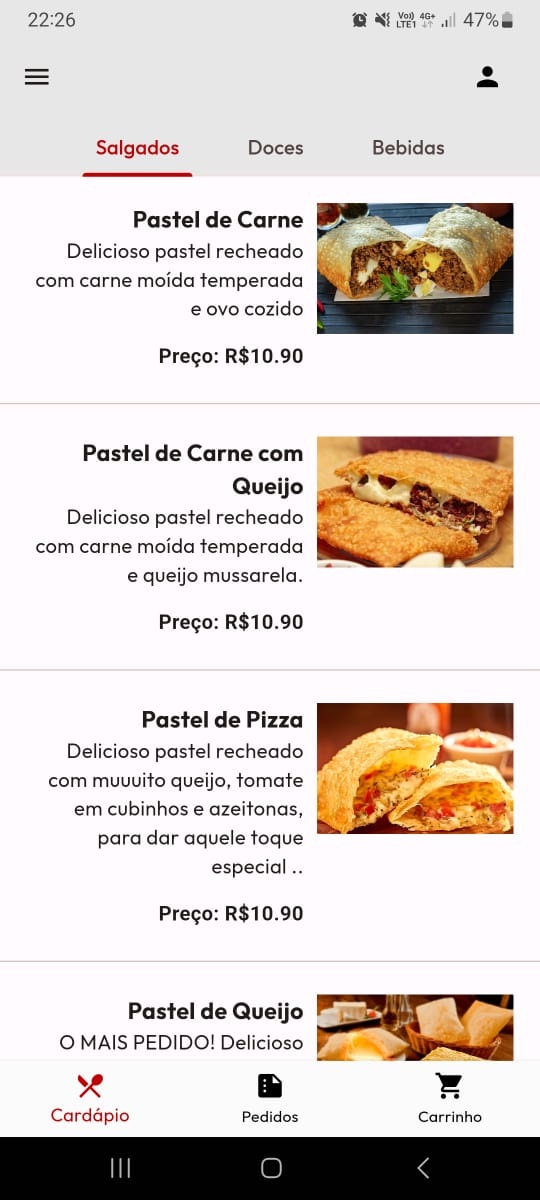 22:26
Vo)) LTE1 4G+ 47%
Salgados Doces Bebidas
Pastel de Carne
Delicioso pastel recheado
com carne moída temperada
e ovo cozido
Preço: R$10.90
Pastel de Carne com
Queijo
Delicioso pastel recheado
com carne moída temperada
e queijo mussarela.
Preço: R$10.90
Pastel de Pizza
Delicioso pastel recheado
com muuuito queijo, tomate
em cubinhos e azeitonas,
para dar aquele toque
especial ..
Preço: R$10.90
Pastel de Queijo
O MAIS PEDIDO! Delicioso
Cardápio Pedidos Carrinho